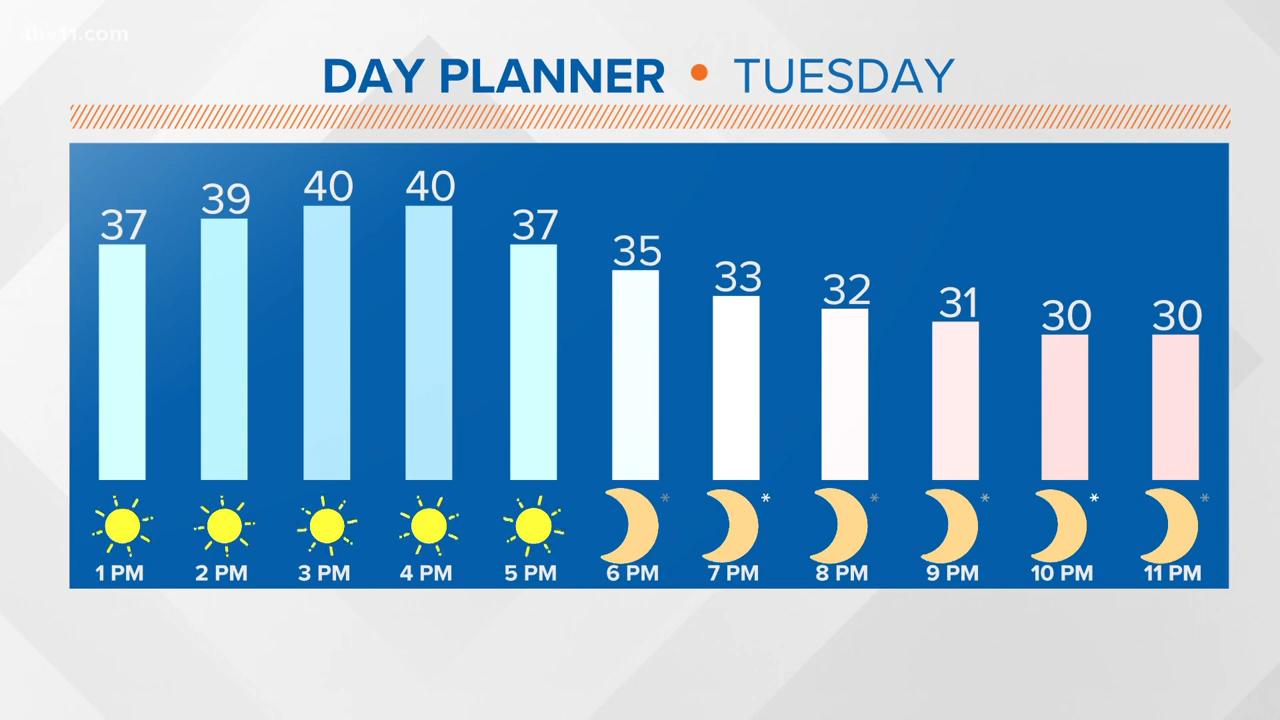 thv11.com
DAY PLANNER • TUESDAY
37 39 40 40 37 35 33 32 31 30 30
1 PM 2 PM 3 PM 4 PM 5 PM 6 PM 7 PM 8 PM 9 PM 10 PM 11 PM